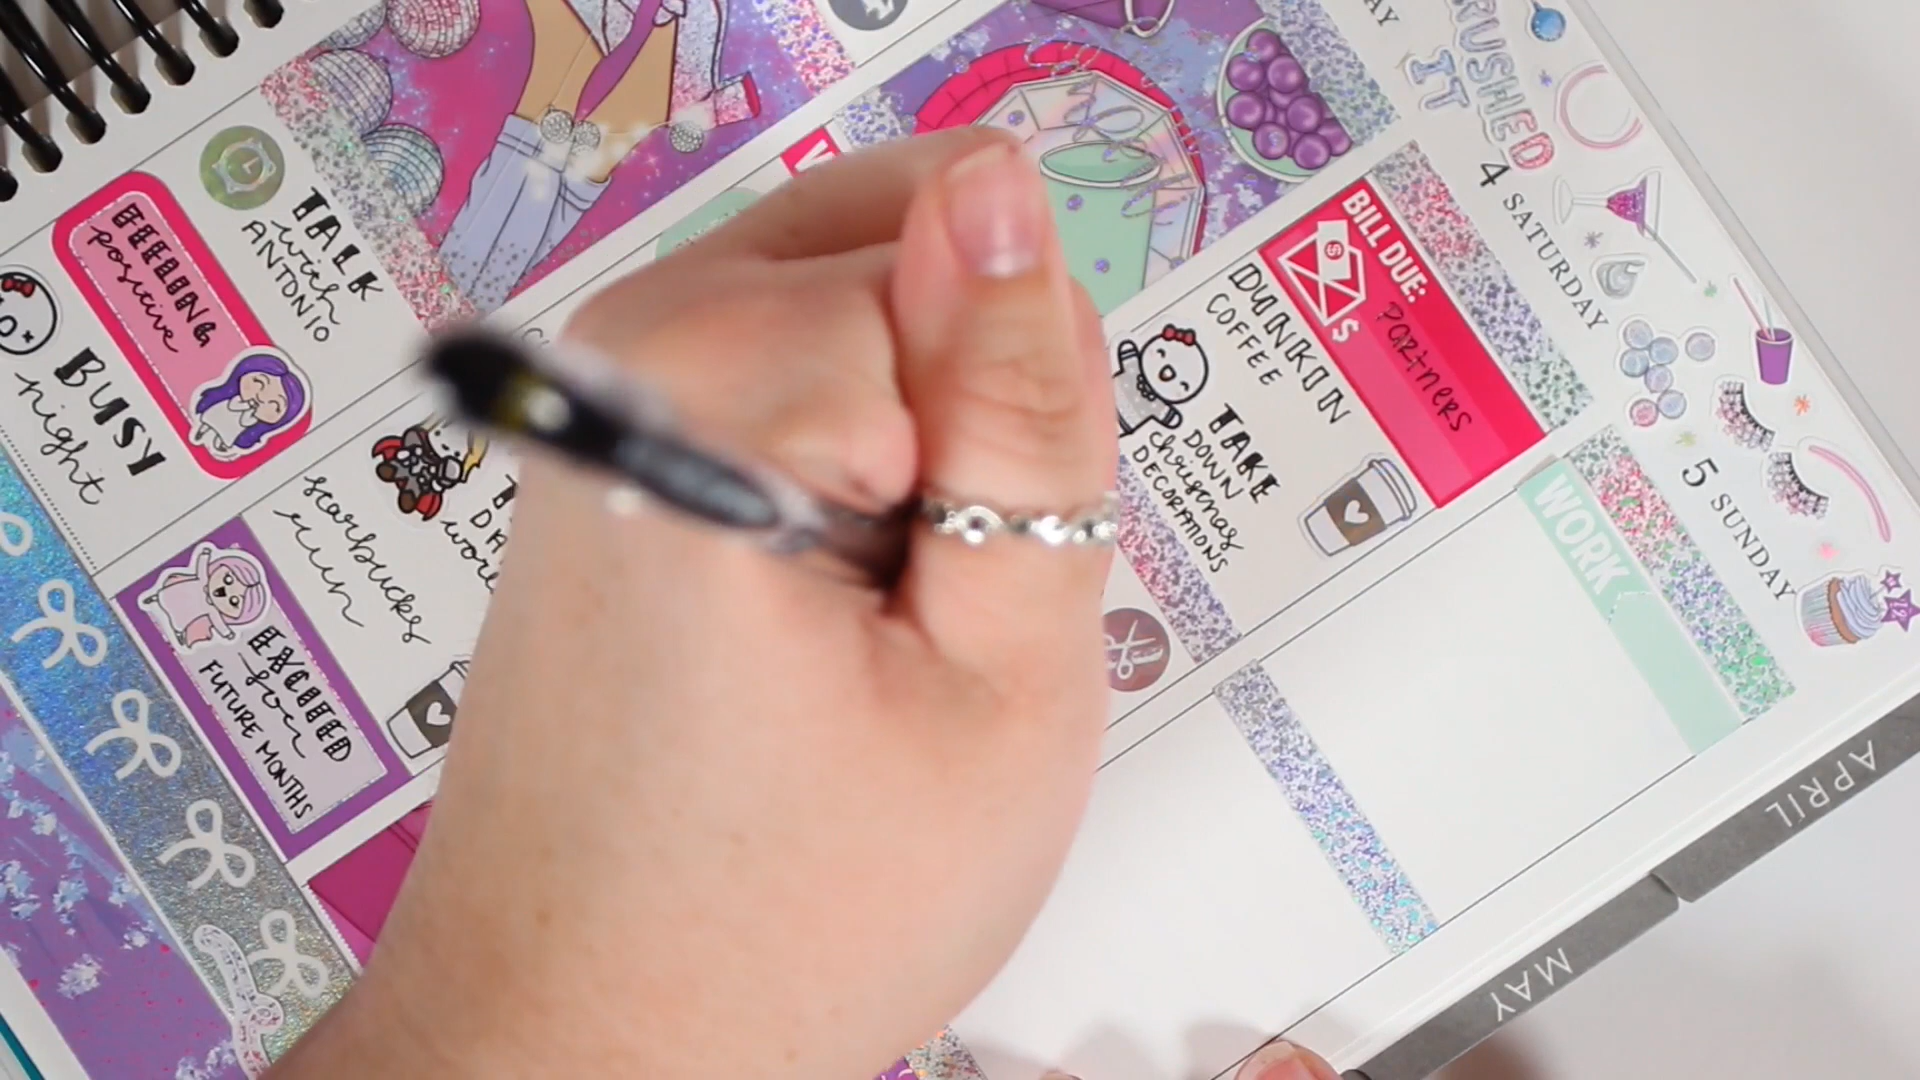 CRUSHED
IT
4 SATURDAY
5 SUNDAY
TALK
with
ANTONIO
FEELING
positive
BUSY
night
starbucks
run
EXCITED
for
FUTURE MONTHS
BILL DUE:
partners
$
DUNKIN
COFFEE
TAKE
DOWN
christmas
DECORATIONS
WORK
APRIL
MAY